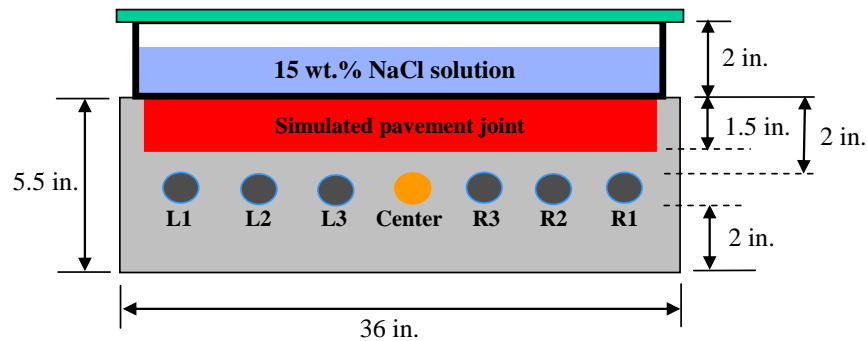 15 wt.% NaCl solution
2 in.
Simulated pavement joint
1.5 in.
2 in.
5.5 in.
L1 L2 L3 Center R3 R2 R1
2 in.
36 in.